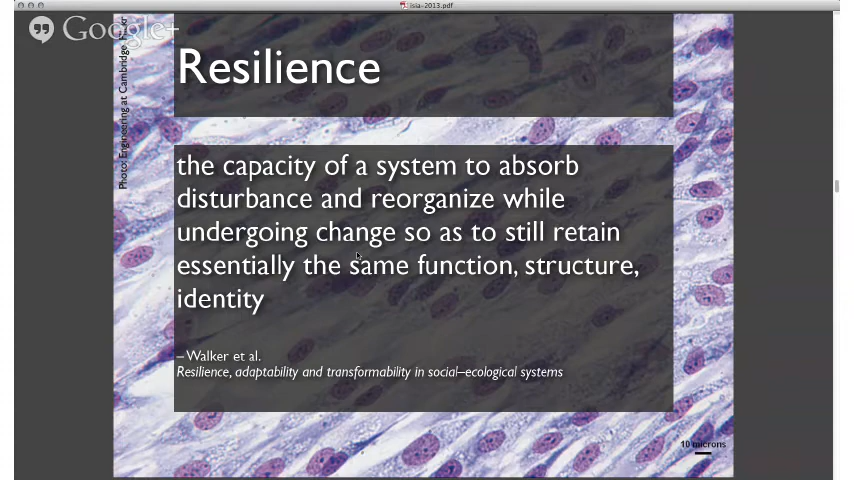 isia-2013.pdf
Google+
Photo: Engineering at Cambridge
Resilience
the capacity of a system to absorb
disturbance and reorganize while
undergoing change so as to still retain
essentially the same function, structure,
identity
– Walker et al.
Resilience, adaptability and transformability in social–ecological systems
10 microns